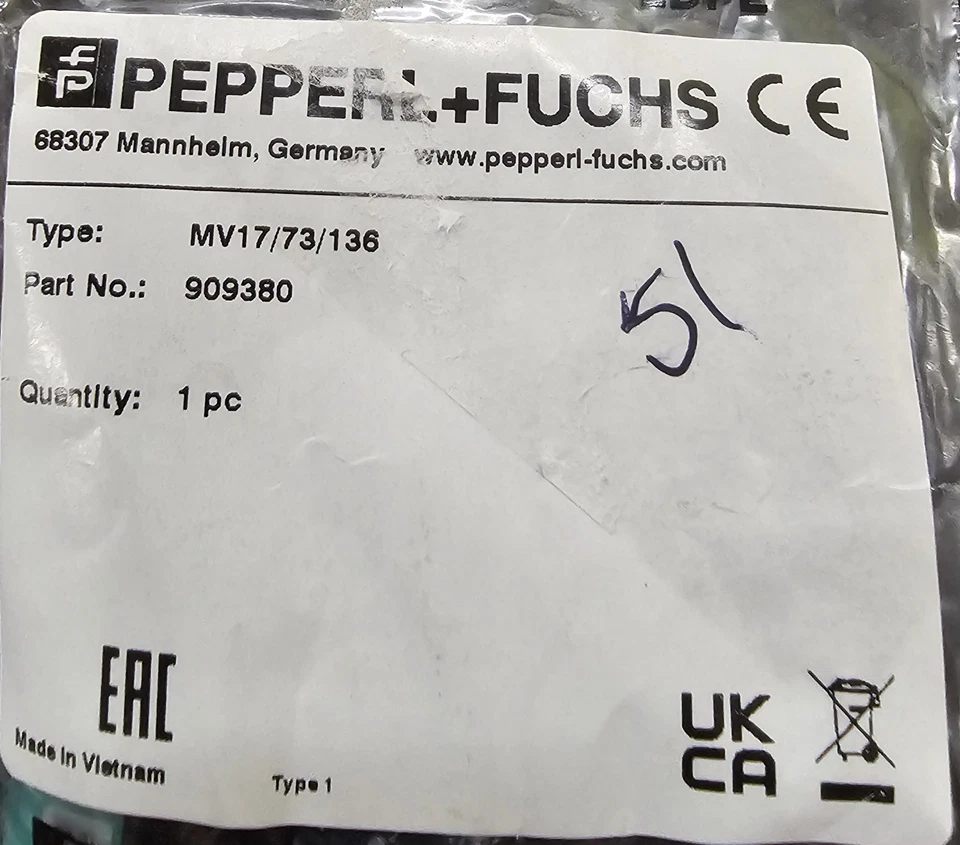 PEPPERL+FUCHS CE
68307 Mannheim, Germany www.pepperl-fuchs.com
Type: MV17/73/136
Part No.: 909380
51
Quantity: 1 pc
EAC
Made in Vietnam
Type 1
UK
CA